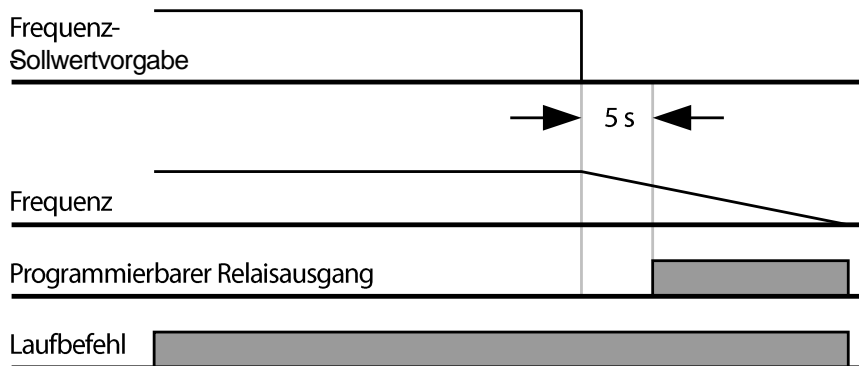 Frequenz-
Sollwertvorgabe
5 s
Frequenz
Programmierbarer Relaisausgang
Laufbefehl